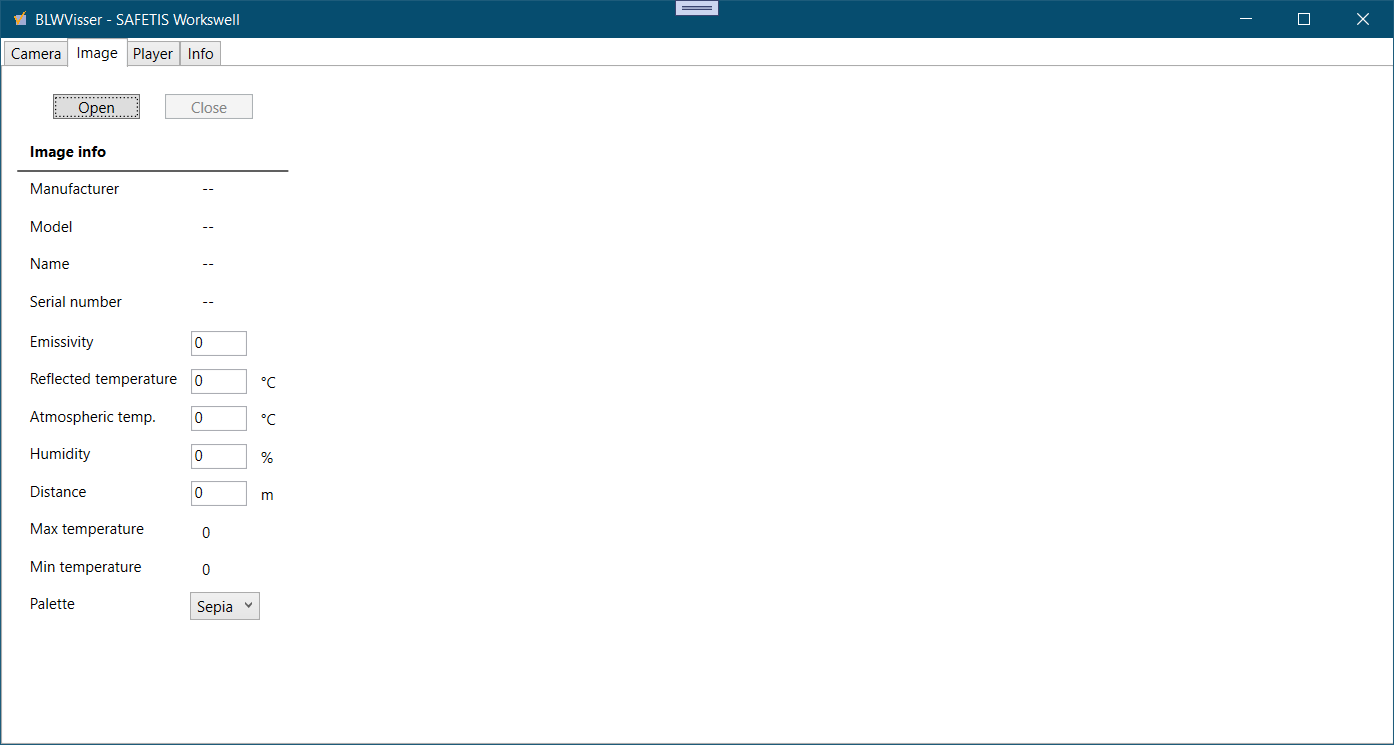 BLWVisser - SAFETIS Workswell
Camera Image Player Info
Open Close
Image info
Manufacturer --
Model --
Name --
Serial number --
Emissivity 0
Reflected temperature 0 °C
Atmospheric temp. 0 °C
Humidity 0 %
Distance 0 m
Max temperature 0
Min temperature 0
Palette Sepia